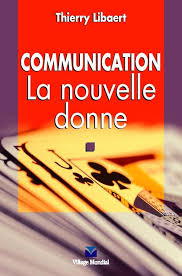 Thierry Libaert
COMMUNICATION
La nouvelle
donne
Village Mondial